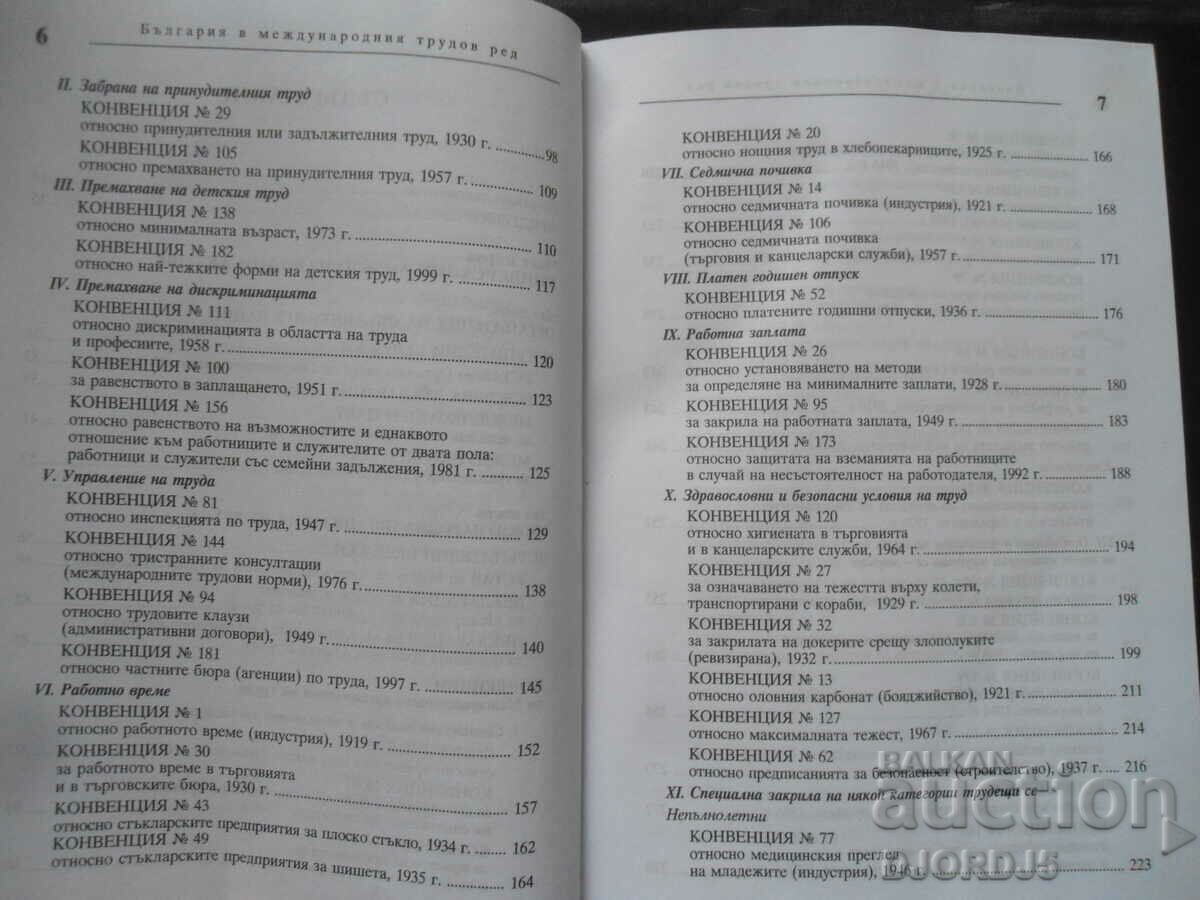 6
България в международния трудов ред
II. Забрана на принудителния труд
КОНВЕНЦИЯ № 29
относно принудителния или задължителния труд, 1930 г. ....98
КОНВЕНЦИЯ № 105
относно премахването на принудителния труд, 1957 г. .... 109
III. Премахване на детския труд
КОНВЕНЦИЯ № 138
относно минималната възраст, 1973 г. .... 110
КОНВЕНЦИЯ № 182
относно най-тежките форми на детския труд, 1999 г. .... 117
IV. Премахване на дискриминацията
КОНВЕНЦИЯ № 111
относно дискриминацията в областта на труда
и професиите, 1958 г. .... 120
КОНВЕНЦИЯ № 100
за равенството в заплащането, 1951 г. .... 123
КОНВЕНЦИЯ № 156
относно равенството на възможностите и еднаквото
отношение към работниците и служителите от двата пола:
работници и служители със семейни задължения, 1981 г. .... 125
V. Управление на труда
КОНВЕНЦИЯ № 81
относно инспекцията по труда, 1947 г. .... 129
КОНВЕНЦИЯ № 144
относно тристранните консултации
(международните трудови норми), 1976 г. .... 138
КОНВЕНЦИЯ № 94
относно трудовите клаузи
(административни договори), 1949 г. .... 140
КОНВЕНЦИЯ № 181
относно частните бюра (агенции) по труда, 1997 г. .... 145
VI. Работно време
КОНВЕНЦИЯ № 1
относно работното време (индустрия), 1919 г. .... 152
КОНВЕНЦИЯ № 30
за работното време в търговията
и в търговските бюра, 1930 г. .... 157
КОНВЕНЦИЯ № 43
относно стъкларските предприятия за плоско стъкло, 1934 г. .... 162
КОНВЕНЦИЯ № 49
относно стъкларските предприятия за шишета, 1935 г. .... 164
7
КОНВЕНЦИЯ № 20
относно нощния труд в хлебопекарниците, 1925 г. .... 166
VII. Седмична почивка
КОНВЕНЦИЯ № 14
относно седмичната почивка (индустрия), 1921 г. .... 168
КОНВЕНЦИЯ № 106
относно седмичната почивка
(търговия и канцеларски служби), 1957 г. .... 171
VIII. Платен годишен отпуск
КОНВЕНЦИЯ № 52
относно платените годишни отпуски, 1936 г. .... 176
IX. Работна заплата
КОНВЕНЦИЯ № 26
относно установяването на методи
за определяне на минималните заплати, 1928 г. .... 180
КОНВЕНЦИЯ № 95
за закрила на работната заплата, 1949 г. .... 183
КОНВЕНЦИЯ № 173
относно защитата на вземанията на работниците
в случай на несъстоятелност на работодателя, 1992 г. .... 188
X. Здравословни и безопасни условия на труд
КОНВЕНЦИЯ № 120
относно хигиената в търговията
и в канцеларските служби, 1964 г. .... 194
КОНВЕНЦИЯ № 27
за означаването на тежестта върху колети,
транспортирани с кораби, 1929 г. .... 198
КОНВЕНЦИЯ № 32
за закрилата на докерите срещу злополуките
(ревизирана), 1932 г. .... 199
КОНВЕНЦИЯ № 13
относно оловния карбонат (бояджийство), 1921 г. .... 211
КОНВЕНЦИЯ № 127
относно максималната тежест, 1967 г. .... 214
КОНВЕНЦИЯ № 62
относно предписанията за безопасност (строителство), 1937 г. .... 216
XI. Специална закрила на някои категории трудещи се
Непълнолетни
КОНВЕНЦИЯ № 77
относно медицинския преглед
на младежите (индустрия), 1946 г. .... 223
BALKAN
auction
DJORDJ5